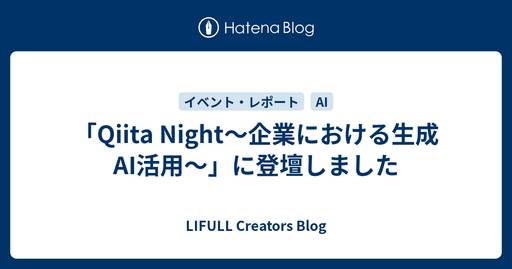 Hatena Blog
イベント・レポート AI
「Qiita Night〜企業における生成
AI活用〜」に登壇しました
LIFULL Creators Blog